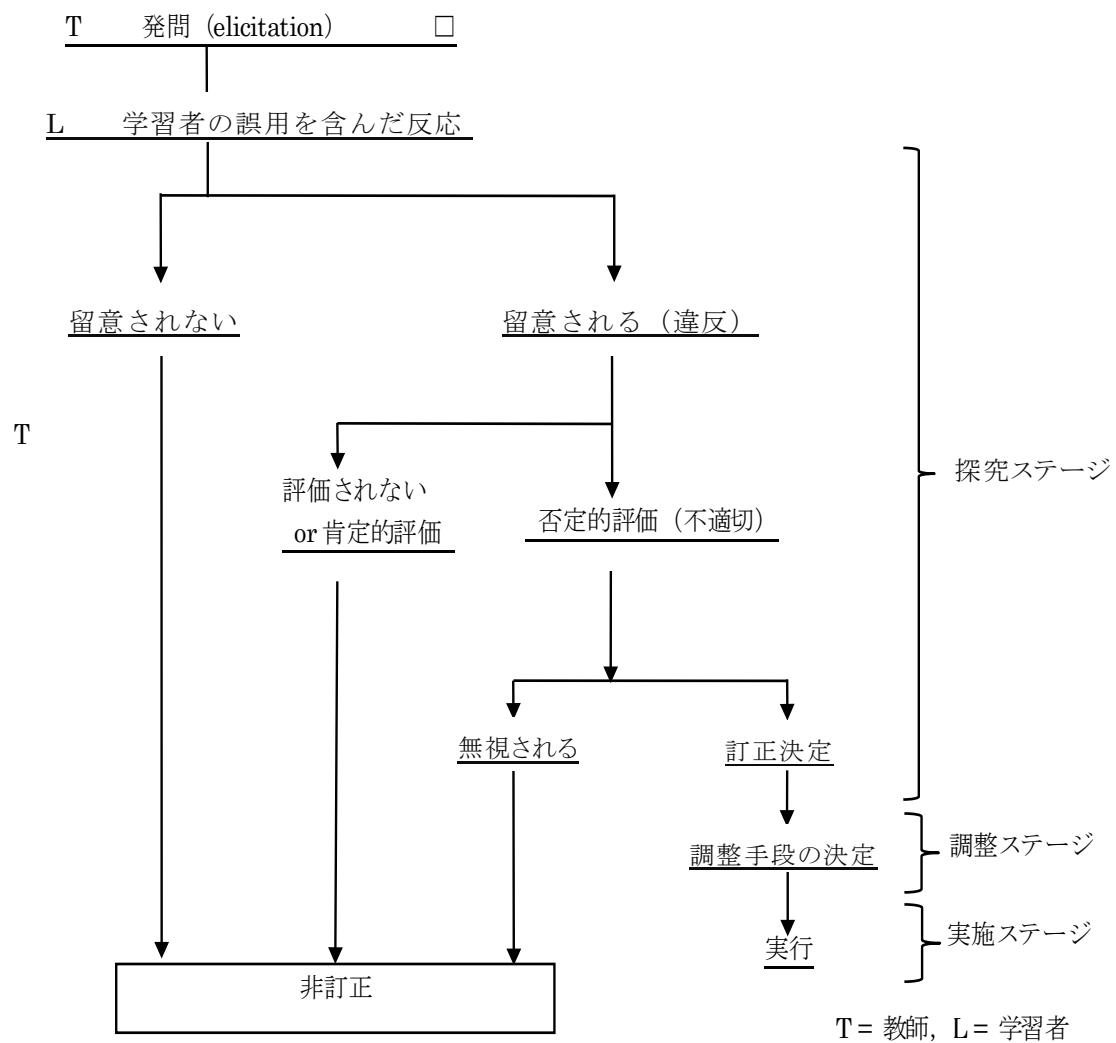 T 発問（elicitation） □
L 学習者の誤用を含んだ反応
留意されない
留意される（違反）
T
評価されない
or 肯定的評価
否定的評価（不適切）
探究ステージ
無視される
訂正決定
調整手段の決定
調整ステージ
実行
実施ステージ
非訂正
T = 教師, L = 学習者